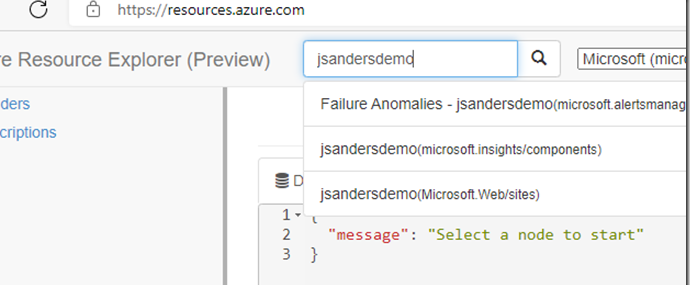 https://resources.azure.com
re Resource Explorer (Preview) jsandersdemo Microsoft (micro
ders
criptions
Failure Anomalies - jsandersdemo(microsoft.alertsmanag
jsandersdemo(microsoft.insights/components)
jsandersdemo(Microsoft.Web/sites)
D
1 {
2 "message": "Select a node to start"
3 }